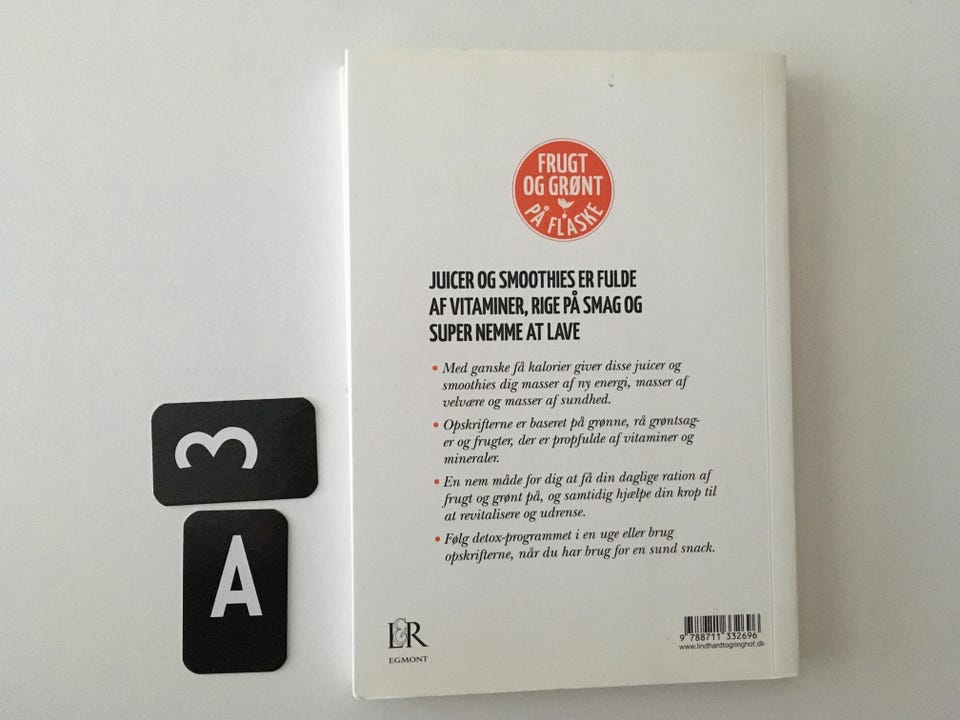 FRUGT
OG GRØNT
PÅ FLASKE
JUICER OG SMOOTHIES ER FULDE
AF VITAMINER, RIGE PÅ SMAG OG
SUPER NEMME AT LAVE
• Med ganske få kalorier giver disse juicer og
smoothies dig masser af ny energi, masser af
velvære og masser af sundhed.
• Opskrifterne er baseret på grønne, rå grøntsag-
er og frugter, der er propfulde af vitaminer og
mineraler.
• En nem måde for dig at få din daglige ration af
frugt og grønt på, og samtidig hjælpe din krop til
at revitalisere og udrense.
• Følg detox-programmet i en uge eller brug
opskrifterne, når du har brug for en sund snack.
3
A
L&R
EGMONT
9 788711 332696
www.lindhardtogringhof.dk